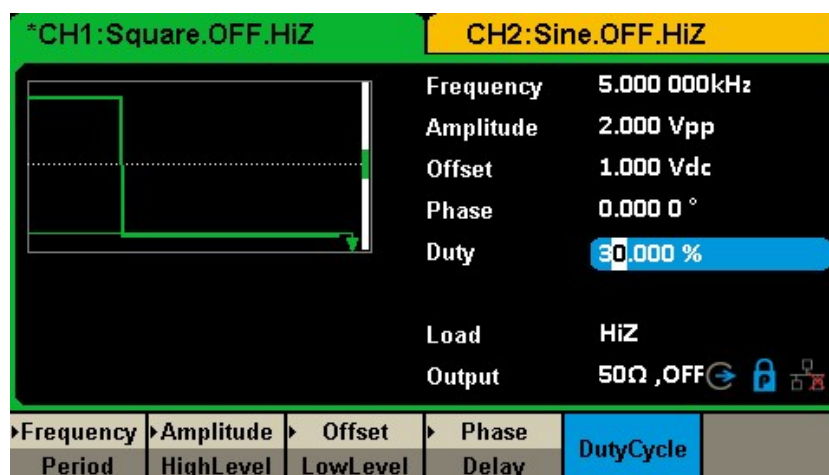 *CH1:Square.OFF.HiZ CH2:Sine.OFF.HiZ
Frequency 5.000 000kHz
Amplitude 2.000 Vpp
Offset 1.000 Vdc
Phase 0.000 0 °
Duty 30.000 %
Load HiZ
Output 50Ω ,OFF P
Frequency Amplitude Offset Phase DutyCycle
Period HighLevel LowLevel Delay